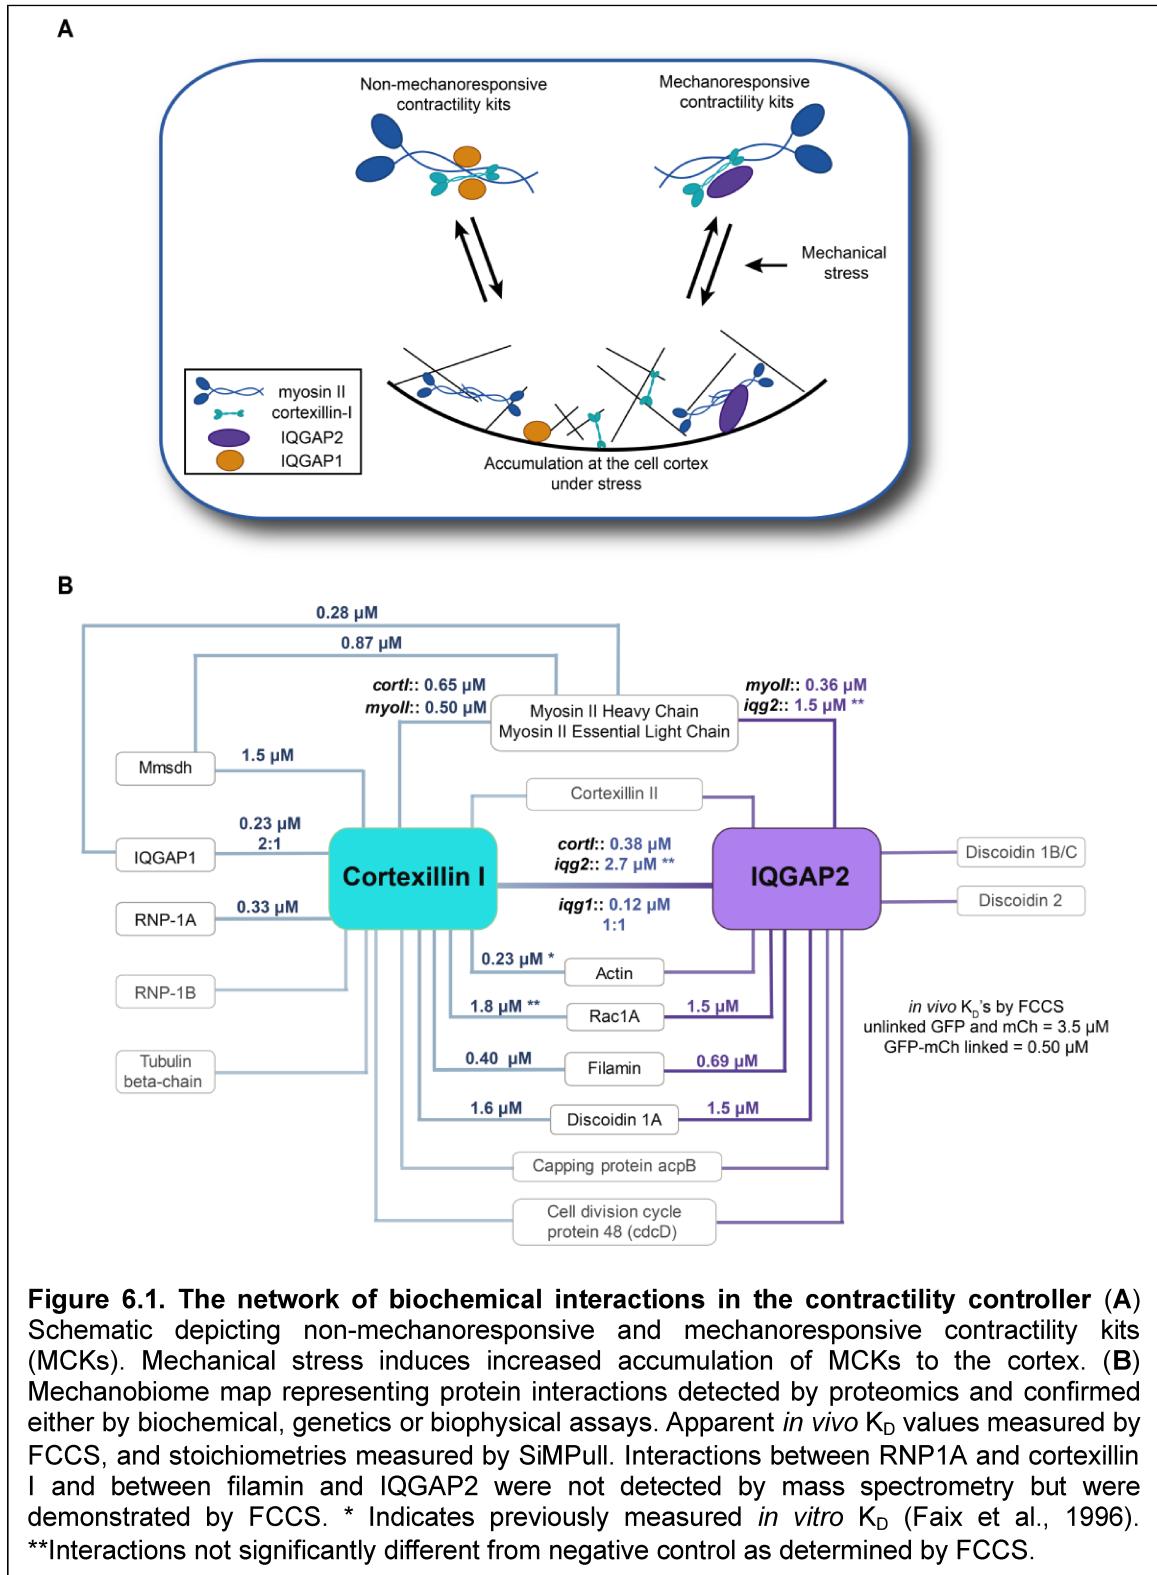 A
Non-mechanoresponsive
contractility kits
Mechanoresponsive
contractility kits
Mechanical
stress
myosin II
cortexillin-I
IQGAP2
IQGAP1
Accumulation at the cell cortex
under stress
B
0.28 µM
0.87 µM
cortI:: 0.65 µM
myoII:: 0.50 µM
myoII:: 0.36 µM
iqg2:: 1.5 µM **
Myosin II Heavy Chain
Myosin II Essential Light Chain
Mmsdh
1.5 µM
Cortexillin II
IQGAP1
0.23 µM
2:1
Cortexillin I
cortI:: 0.38 µM
iqg2:: 2.7 µM **
iqg1:: 0.12 µM
1:1
IQGAP2
Discoidin 1B/C
Discoidin 2
RNP-1A
0.33 µM
0.23 µM *
Actin
RNP-1B
1.8 µM **
Rac1A
1.5 µM
in vivo KD's by FCCS
unlinked GFP and mCh = 3.5 µM
GFP-mCh linked = 0.50 µM
Tubulin
beta-chain
0.40 µM
Filamin
0.69 µM
1.6 µM
Discoidin 1A
1.5 µM
Capping protein acpB
Cell division cycle
protein 48 (cdcD)
Figure 6.1. The network of biochemical interactions in the contractility controller (A)
Schematic depicting non-mechanoresponsive and mechanoresponsive contractility kits
(MCKs). Mechanical stress induces increased accumulation of MCKs to the cortex. (B)
Mechanobiome map representing protein interactions detected by proteomics and confirmed
either by biochemical, genetics or biophysical assays. Apparent in vivo KD values measured by
FCCS, and stoichiometries measured by SiMPull. Interactions between RNP1A and cortexillin
I and between filamin and IQGAP2 were not detected by mass spectrometry but were
demonstrated by FCCS. * Indicates previously measured in vitro KD (Faix et al., 1996).
**Interactions not significantly different from negative control as determined by FCCS.